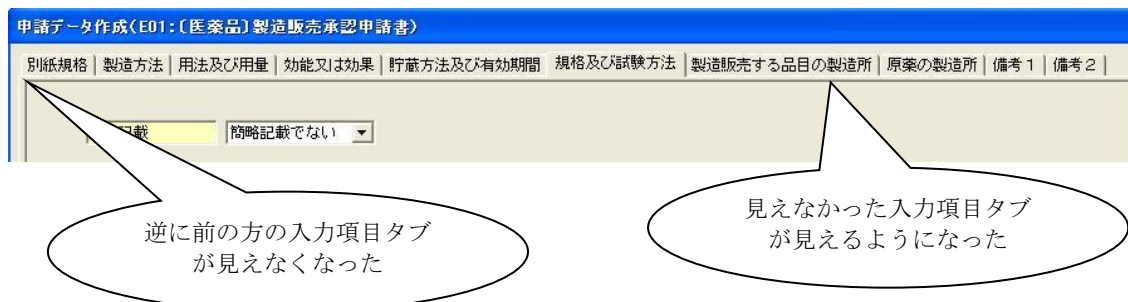 申請データ作成(E01:〔医薬品〕製造販売承認申請書)
別紙規格 製造方法 用法及び用量 効能又は効果 貯蔵方法及び有効期間 規格及び試験方法 製造販売する品目の製造所 原薬の製造所 備考1 備考2
記載 簡略記載でない
逆に前の方の入力項目タブ
が見えなくなった
見えなかった入力項目タブ
が見えるようになった